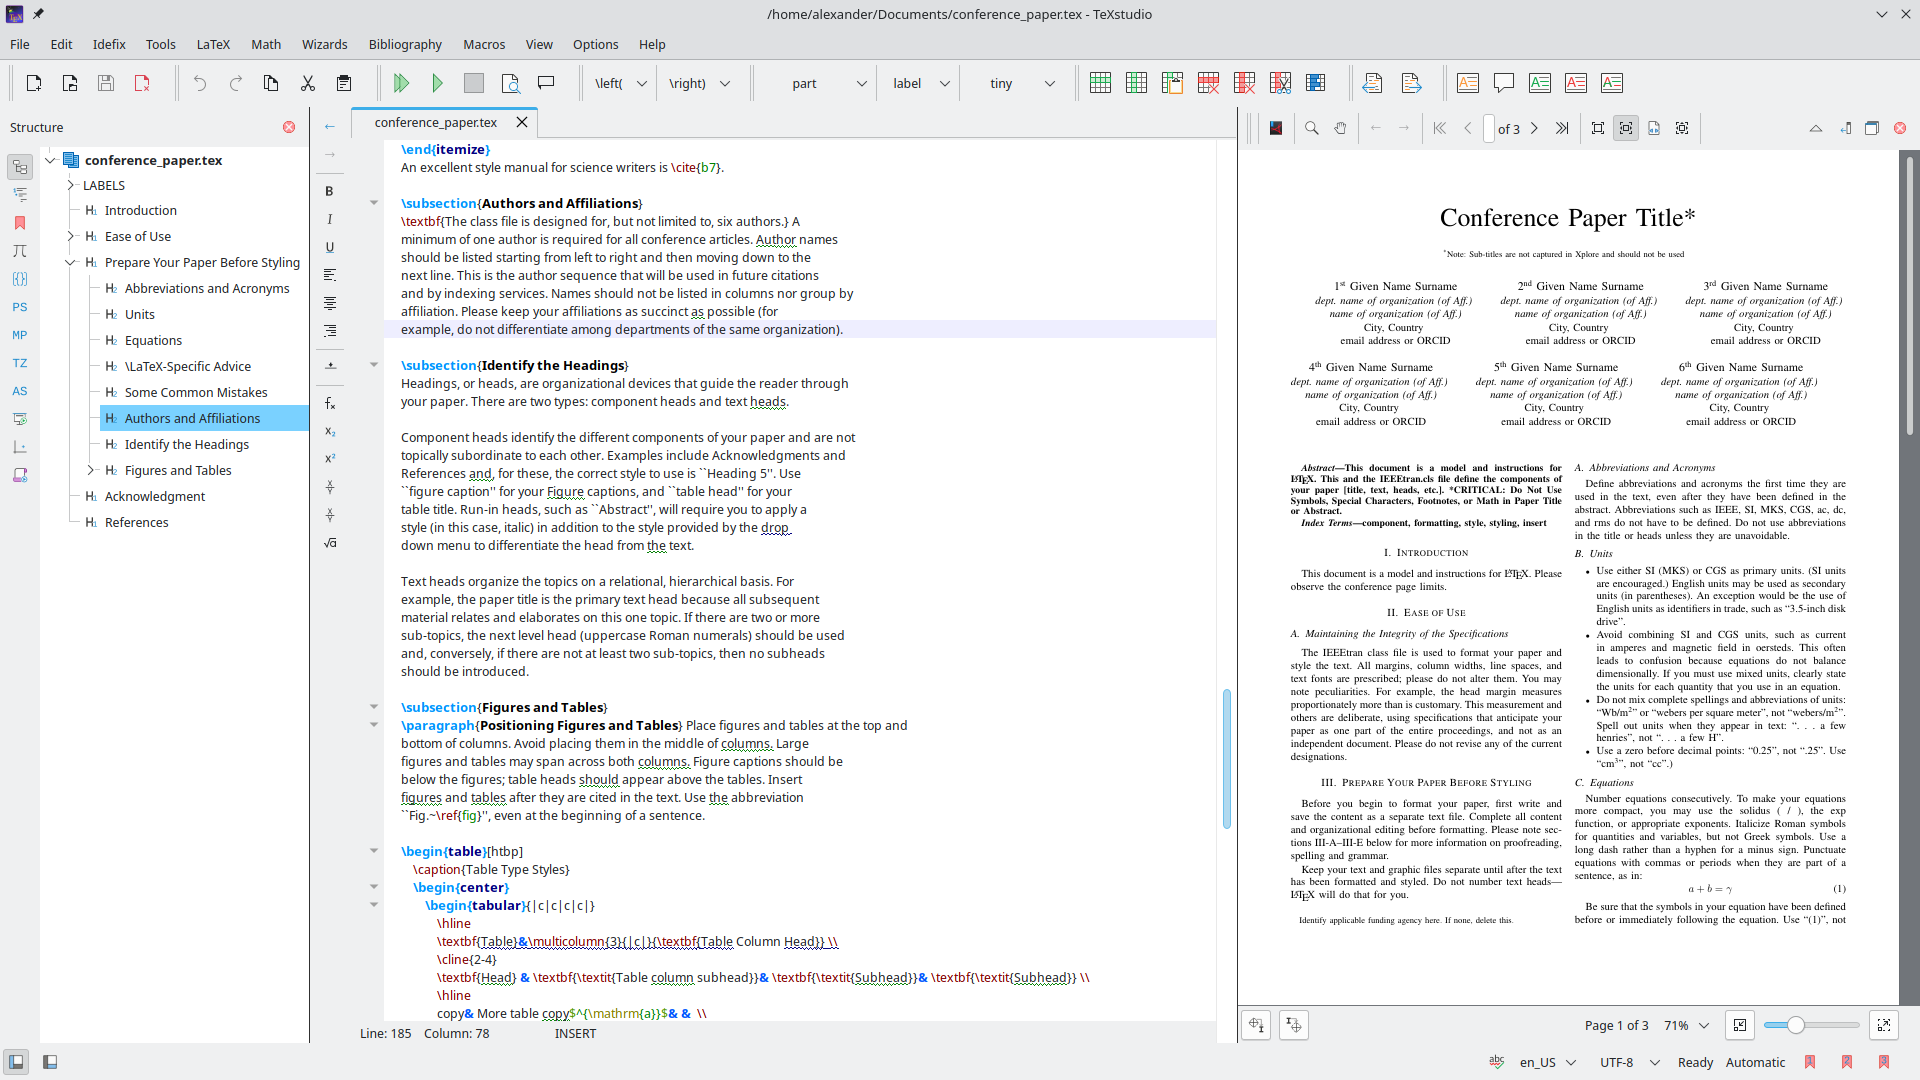 /home/alexander/Documents/conference_paper.tex - TeXstudio
File Edit Idefix Tools LaTeX Math Wizards Bibliography Macros View Options Help
\left( \right) part label tiny
Structure
conference_paper.tex
LABELS
H1 Introduction
H1 Ease of Use
H1 Prepare Your Paper Before Styling
H2 Abbreviations and Acronyms
H2 Units
H2 Equations
H2 \LaTeX-Specific Advice
H2 Some Common Mistakes
H2 Authors and Affiliations
H2 Identify the Headings
H2 Figures and Tables
H1 Acknowledgment
H1 References
PS
MP
TZ
AS
B
I
U
conference_paper.tex
\end{itemize}
An excellent style manual for science writers is \cite{b7}.
\subsection{Authors and Affiliations}
\textbf{The class file is designed for, but not limited to, six authors.} A
minimum of one author is required for all conference articles. Author names
should be listed starting from left to right and then moving down to the
next line. This is the author sequence that will be used in future citations
and by indexing services. Names should not be listed in columns nor group by
affiliation. Please keep your affiliations as succinct as possible (for
example, do not differentiate among departments of the same organization).
\subsection{Identify the Headings}
Headings, or heads, are organizational devices that guide the reader through
your paper. There are two types: component heads and text heads.
Component heads identify the different components of your paper and are not
topically subordinate to each other. Examples include Acknowledgments and
References and, for these, the correct style to use is ``Heading 5''. Use
``figure caption'' for your Figure captions, and ``table head'' for your
table title. Run-in heads, such as ``Abstract'', will require you to apply a
style (in this case, italic) in addition to the style provided by the drop
down menu to differentiate the head from the text.
Text heads organize the topics on a relational, hierarchical basis. For
example, the paper title is the primary text head because all subsequent
material relates and elaborates on this one topic. If there are two or more
sub-topics, the next level head (uppercase Roman numerals) should be used
and, conversely, if there are not at least two sub-topics, then no subheads
should be introduced.
\subsection{Figures and Tables}
\paragraph{Positioning Figures and Tables} Place figures and tables at the top and
bottom of columns. Avoid placing them in the middle of columns. Large
figures and tables may span across both columns. Figure captions should be
below the figures; table heads should appear above the tables. Insert
figures and tables after they are cited in the text. Use the abbreviation
``Fig.~\ref{fig}'', even at the beginning of a sentence.
\begin{table}[htbp]
\caption{Table Type Styles}
\begin{center}
\begin{tabular}{|c|c|c|c|}
\hline
\textbf{Table}&\multicolumn{3}{|c|}{\textbf{Table Column Head}} \\
\cline{2-4}
\textbf{Head} & \textbf{\textit{Table column subhead}}& \textbf{\textit{Subhead}}& \textbf{\textit{Subhead}} \\
\hline
copy& More table copy$^{\mathrm{a}}$& & \\
Line: 185 Column: 78 INSERT
of 3
Conference Paper Title*
*Note: Sub-titles are not captured in Xplore and should not be used
1st Given Name Surname
dept. name of organization (of Aff.)
name of organization (of Aff.)
City, Country
email address or ORCID
2nd Given Name Surname
dept. name of organization (of Aff.)
name of organization (of Aff.)
City, Country
email address or ORCID
3rd Given Name Surname
dept. name of organization (of Aff.)
name of organization (of Aff.)
City, Country
email address or ORCID
4th Given Name Surname
dept. name of organization (of Aff.)
name of organization (of Aff.)
City, Country
email address or ORCID
5th Given Name Surname
dept. name of organization (of Aff.)
name of organization (of Aff.)
City, Country
email address or ORCID
6th Given Name Surname
dept. name of organization (of Aff.)
name of organization (of Aff.)
City, Country
email address or ORCID
Abstract—This document is a model and instructions for
LATEX. This and the IEEEtran.cls file define the components of
your paper [title, text, heads, etc.]. *CRITICAL: Do Not Use
Symbols, Special Characters, Footnotes, or Math in Paper Title
or Abstract.
Index Terms—component, formatting, style, styling, insert
I. Introduction
This document is a model and instructions for LATEX. Please
observe the conference page limits.
II. Ease of Use
A. Maintaining the Integrity of the Specifications
The IEEEtran class file is used to format your paper and
style the text. All margins, column widths, line spaces, and
text fonts are prescribed; please do not alter them. You may
note peculiarities. For example, the head margin measures
proportionately more than is customary. This measurement and
others are deliberate, using specifications that anticipate your
paper as one part of the entire proceedings, and not as an
independent document. Please do not revise any of the current
designations.
III. Prepare Your Paper Before Styling
Before you begin to format your paper, first write and
save the content as a separate text file. Complete all content
and organizational editing before formatting. Please note sec-
tions III-A–III-E below for more information on proofreading,
spelling and grammar.
Keep your text and graphic files separate until after the text
has been formatted and styled. Do not number text heads—
LATEX will do that for you.
Identify applicable funding agency here. If none, delete this.
A. Abbreviations and Acronyms
Define abbreviations and acronyms the first time they are
used in the text, even after they have been defined in the
abstract. Abbreviations such as IEEE, SI, MKS, CGS, ac, dc,
and rms do not have to be defined. Do not use abbreviations
in the title or heads unless they are unavoidable.
B. Units
• Use either SI (MKS) or CGS as primary units. (SI units
are encouraged.) English units may be used as secondary
units (in parentheses). An exception would be the use of
English units as identifiers in trade, such as “3.5-inch disk
drive”.
• Avoid combining SI and CGS units, such as current
in amperes and magnetic field in oersteds. This often
leads to confusion because equations do not balance
dimensionally. If you must use mixed units, clearly state
the units for each quantity that you use in an equation.
• Do not mix complete spellings and abbreviations of units:
“Wb/m²” or “webers per square meter”, not “webers/m²”.
Spell out units when they appear in text: “. . . a few
henries”, not “. . . a few H”.
• Use a zero before decimal points: “0.25”, not “.25”. Use
“cm³”, not “cc”.)
C. Equations
Number equations consecutively. To make your equations
more compact, you may use the solidus ( / ), the exp
function, or appropriate exponents. Italicize Roman symbols
for quantities and variables, but not Greek symbols. Use a
long dash rather than a hyphen for a minus sign. Punctuate
equations with commas or periods when they are part of a
sentence, as in:
a + b = γ (1)
Be sure that the symbols in your equation have been defined
before or immediately following the equation. Use “(1)”, not
Page 1 of 3 71%
abc en_US UTF-8 Ready Automatic